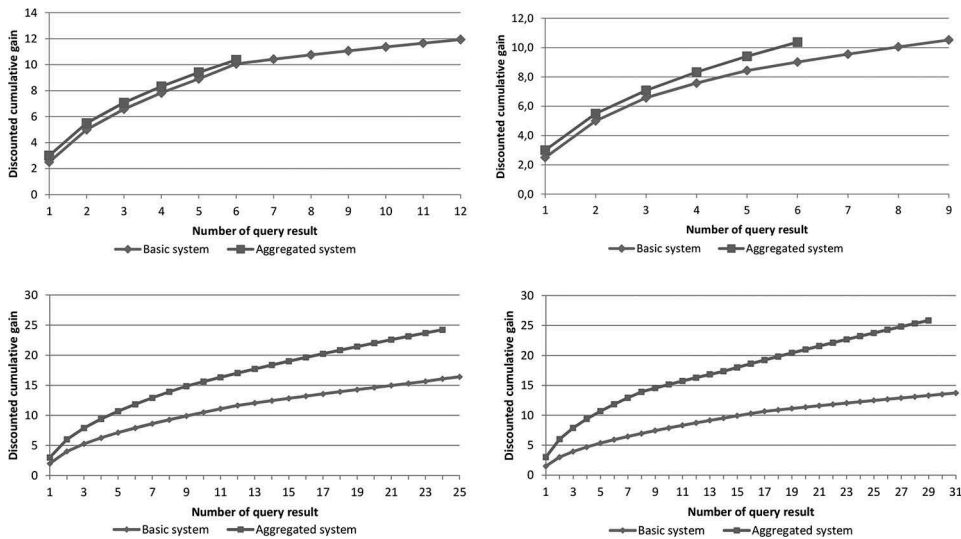 Discounted cumulative gain
14
12
10
8
6
4
2
0
1 2 3 4 5 6 7 8 9 10 11 12
Number of query result
Basic system Aggregated system
Discounted cumulative gain
12,0
10,0
8,0
6,0
4,0
2,0
0,0
1 2 3 4 5 6 7 8 9
Number of query result
Basic system Aggregated system
Discounted cumulative gain
30
25
20
15
10
5
0
1 3 5 7 9 11 13 15 17 19 21 23 25
Number of query result
Basic system Aggregated system
Discounted cumulative gain
30
25
20
15
10
5
0
1 3 5 7 9 11 13 15 17 19 21 23 25 27 29 31
Number of query result
Basic system Aggregated system